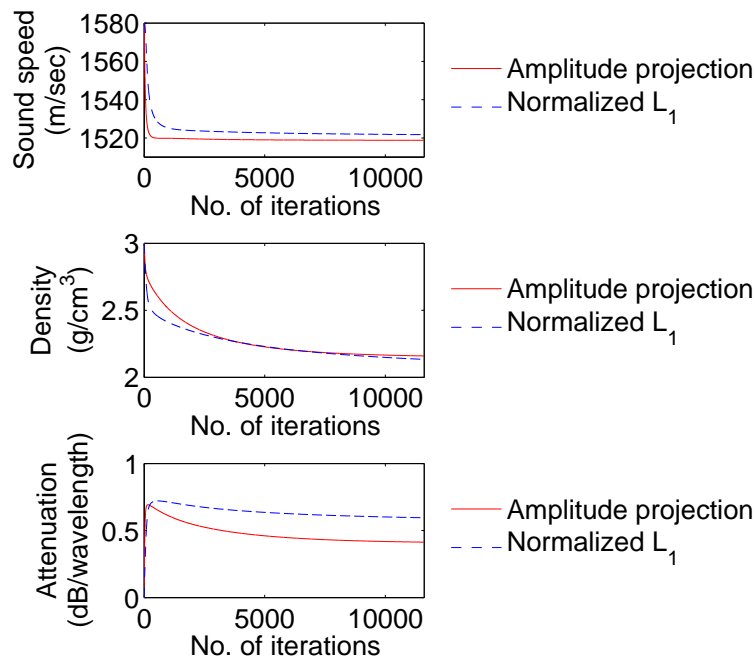 1580
1560
1540
1520
Sound speed
(m/sec)
0
5000
10000
No. of iterations
Amplitude projection
Normalized L1
3
2.5
2
Density
(g/cm3)
0
5000
10000
No. of iterations
Amplitude projection
Normalized L1
1
0.5
0
Attenuation
(dB/wavelength)
0
5000
10000
No. of iterations
Amplitude projection
Normalized L1